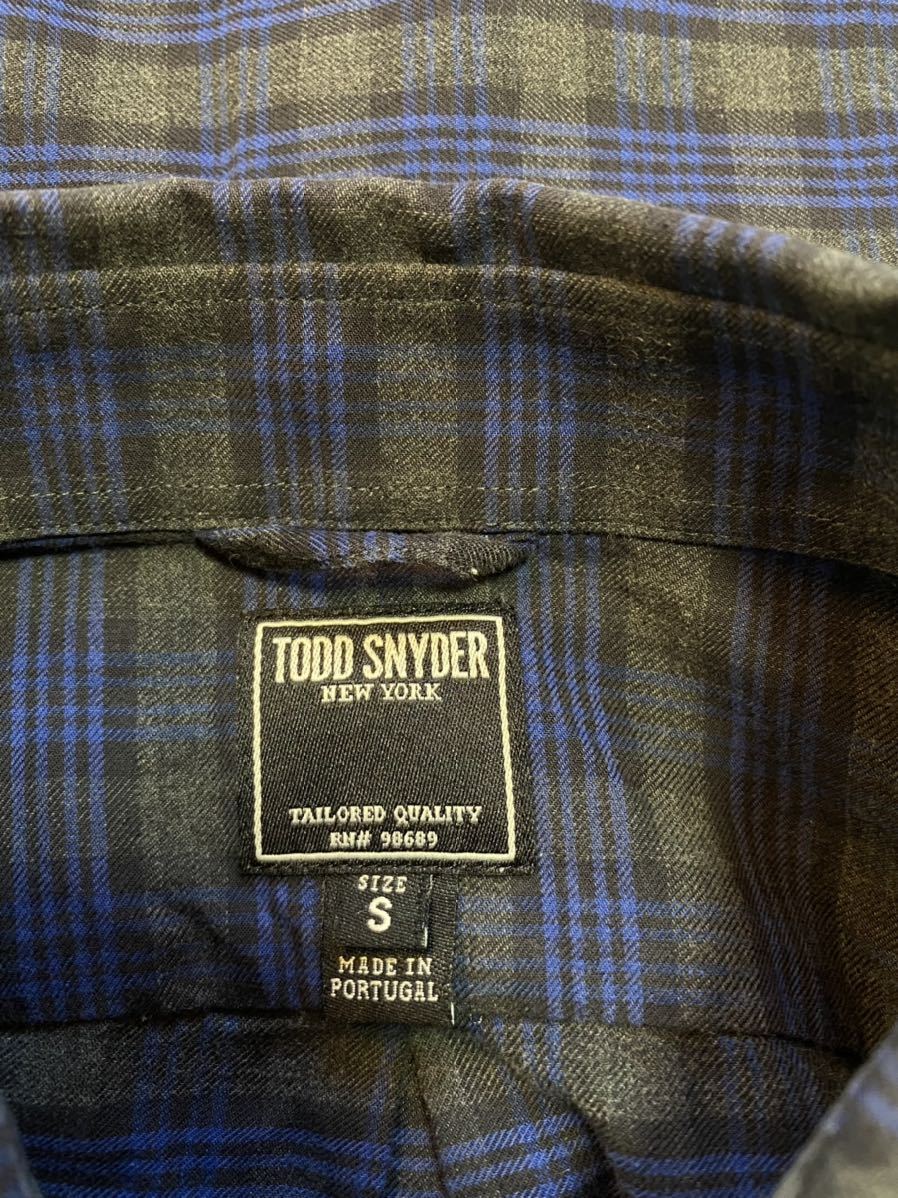 TODD SNYDER
NEW YORK
TAILORED QUALITY
RN# 98689
SIZE
S
MADE IN
PORTUGAL